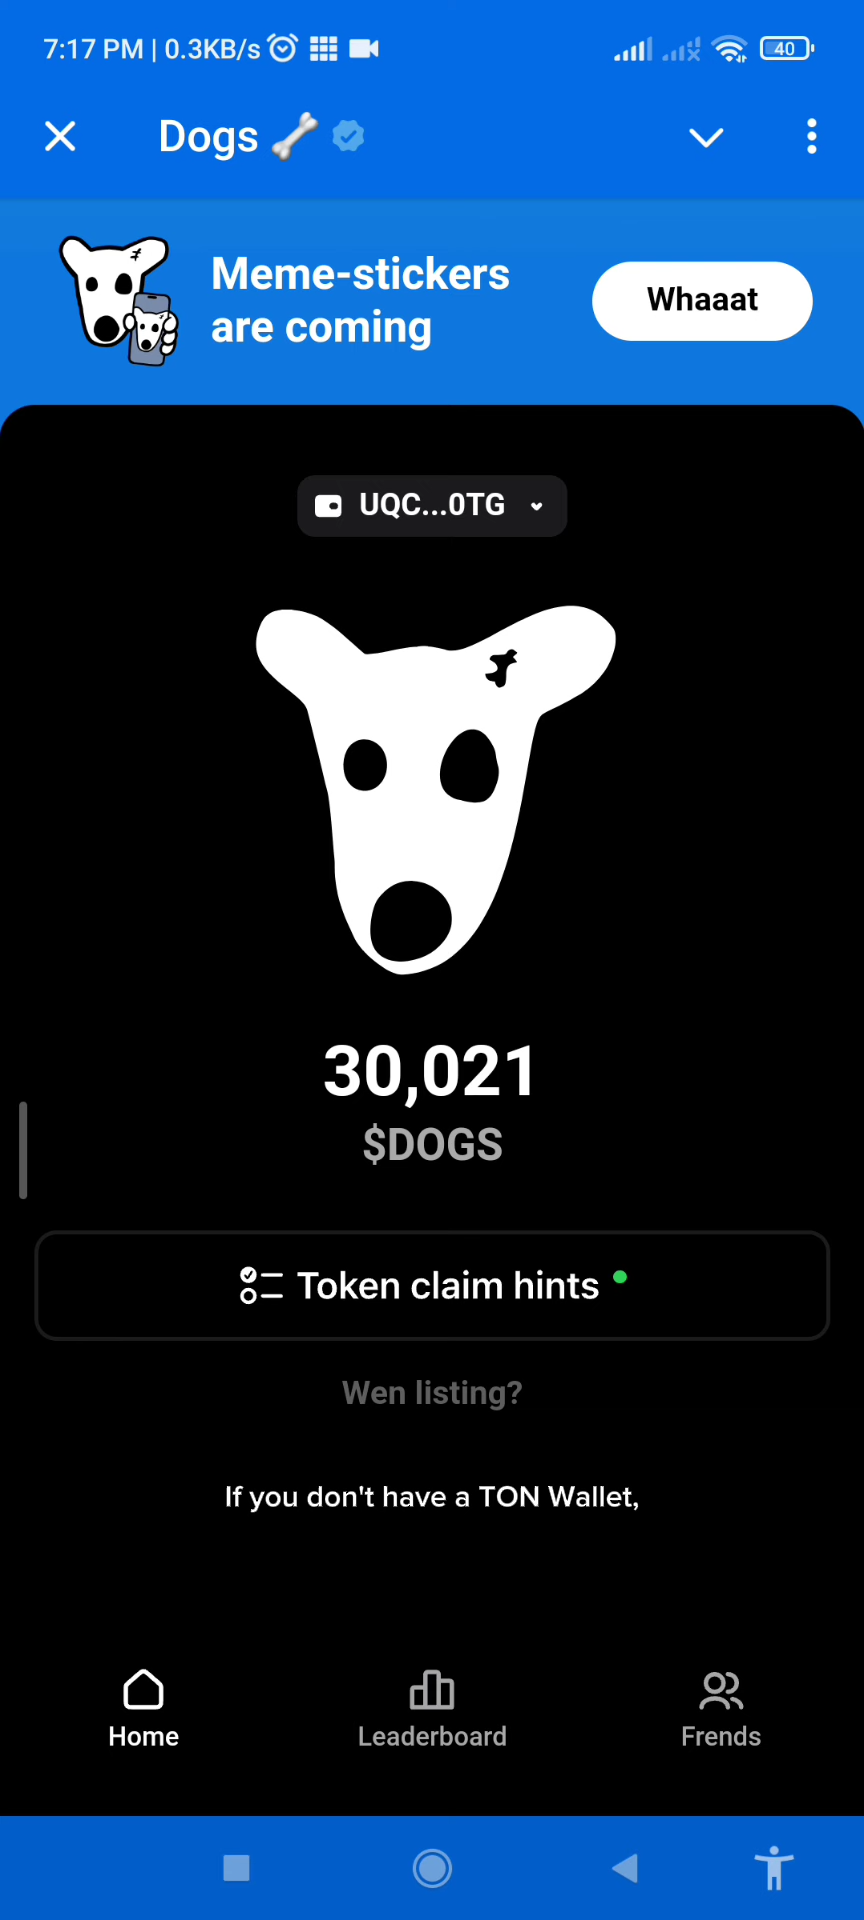 7:17 PM | 0.3KB/s
40
Dogs
Meme-stickers
are coming
Whaaat
UQC...0TG
30,021
$DOGS
Token claim hints
Wen listing?
If you don't have a TON Wallet,
Home
Leaderboard
Frends